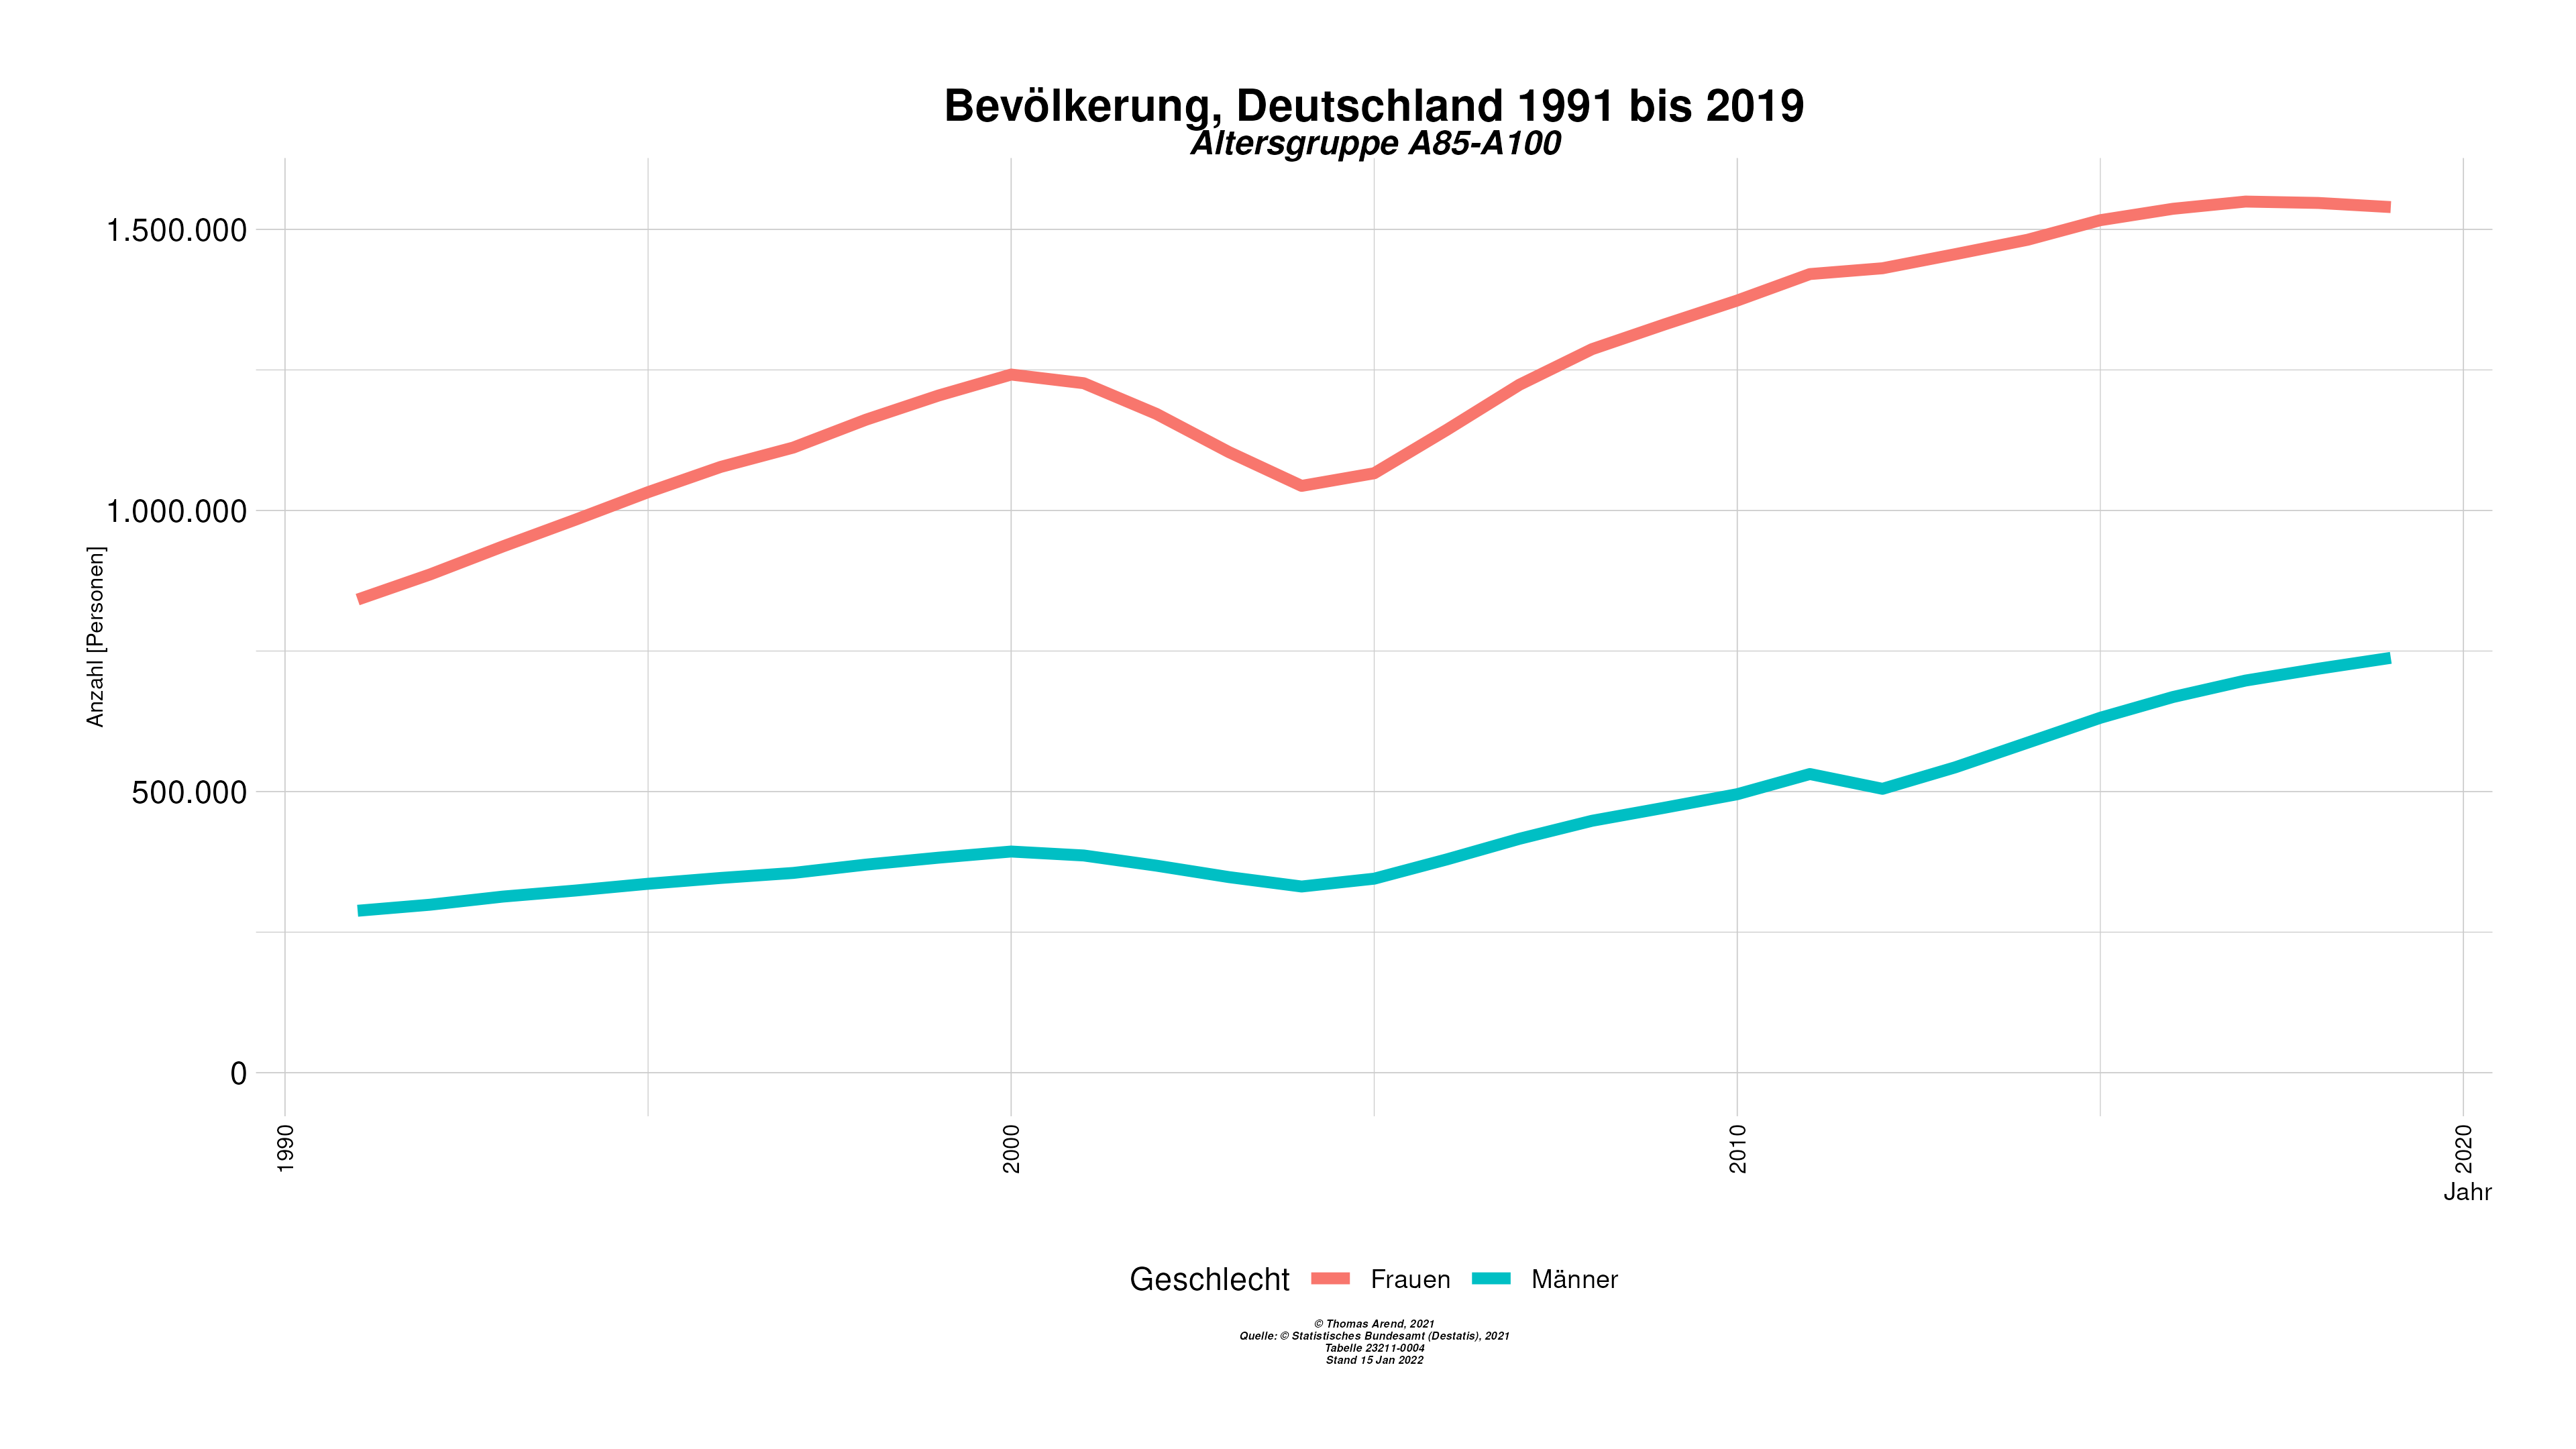 Bevölkerung, Deutschland 1991 bis 2019
Altersgruppe A85-A100
1.500.000
1.000.000
500.000
0
Anzahl [Personen]
1990
2000
2010
2020
Jahr
Geschlecht Frauen Männer
© Thomas Arend, 2021
Quelle: © Statistisches Bundesamt (Destatis), 2021
Tabelle 23211-0004
Stand 15 Jan 2022